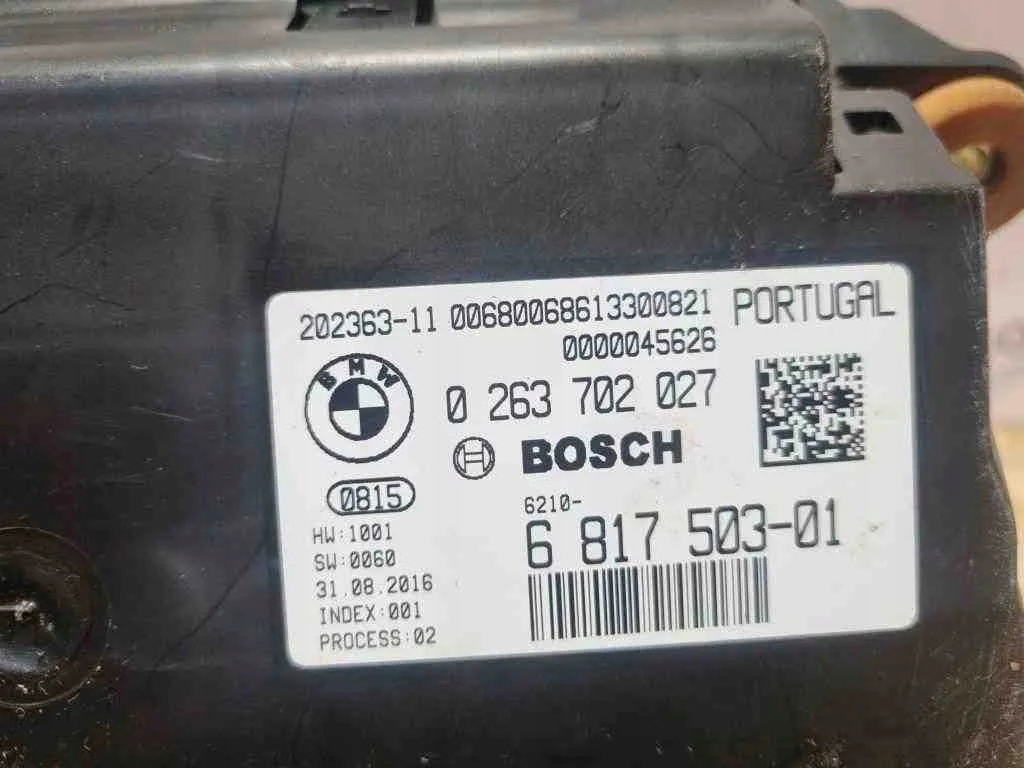 202363-11 00680068613300821 PORTUGAL
0000045626
BMW
0 263 702 027
BOSCH
0815
6210-
6 817 503-01
HW:1001
SW:0060
31.08.2016
INDEX:001
PROCESS:02